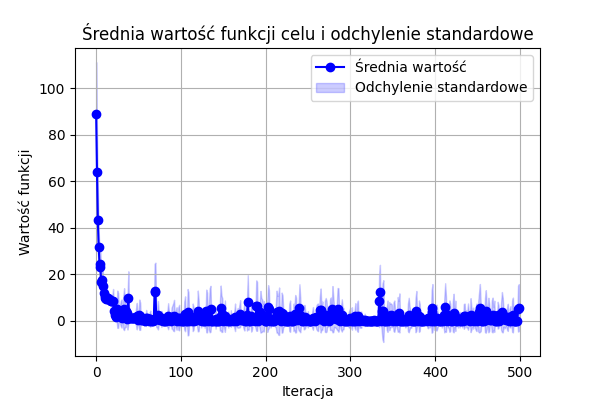 Średnia wartość funkcji celu i odchylenie standardowe
Średnia wartość
Odchylenie standardowe
Wartość funkcji
100
80
60
40
20
0
0 100 200 300 400 500
Iteracja